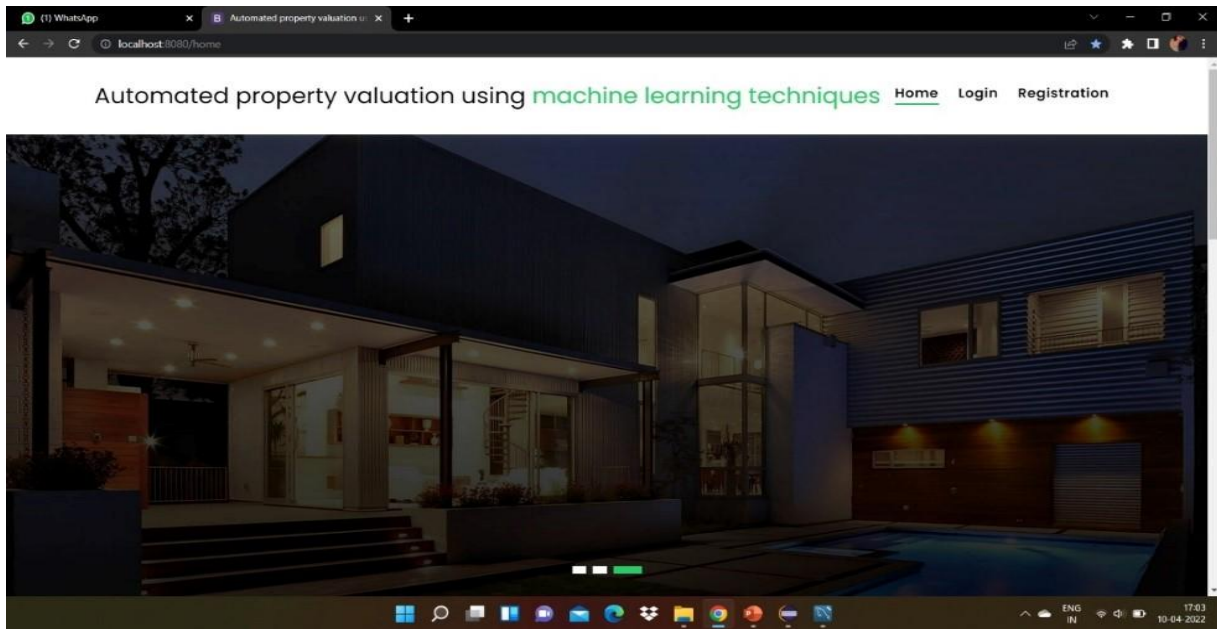 (1) WhatsApp
Automated property valuation u
localhost:8080/home
Automated property valuation using machine learning techniques Home Login Registration
ENG 17:03
IN 10-04-2022